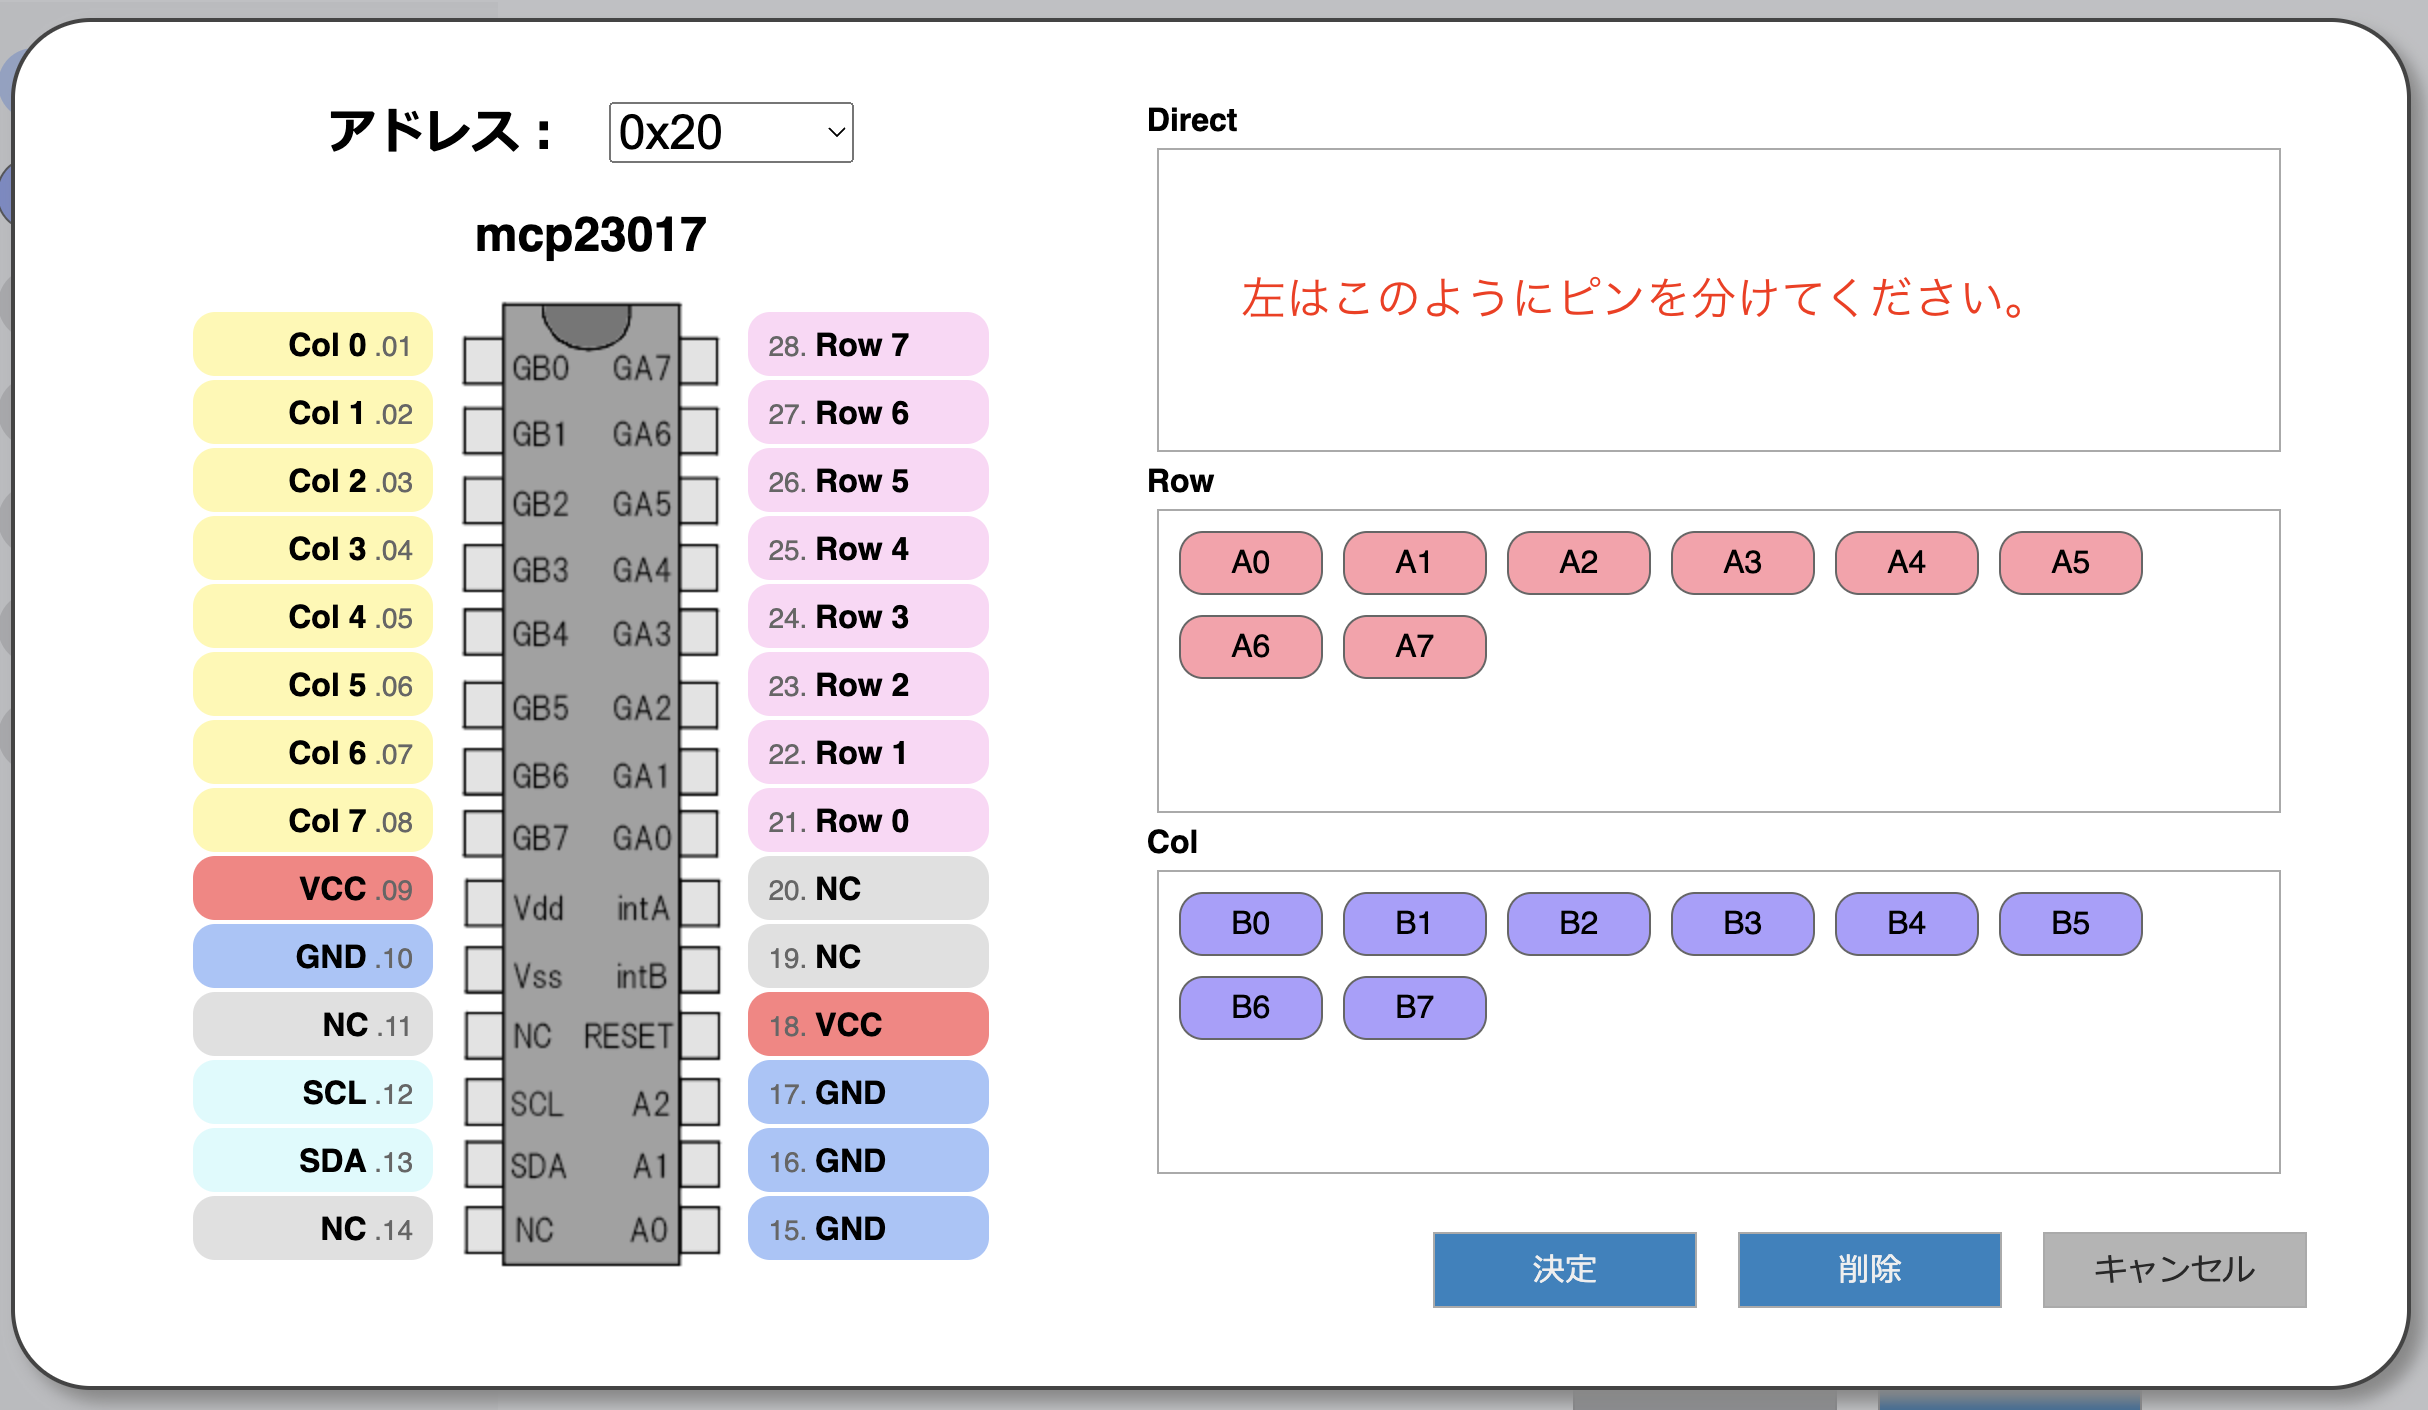 アドレス： 0x20
mcp23017
Col 0 .01 GB0 GA7 28. Row 7
Col 1 .02 GB1 GA6 27. Row 6
Col 2 .03 GB2 GA5 26. Row 5
Col 3 .04 GB3 GA4 25. Row 4
Col 4 .05 GB4 GA3 24. Row 3
Col 5 .06 GB5 GA2 23. Row 2
Col 6 .07 GB6 GA1 22. Row 1
Col 7 .08 GB7 GA0 21. Row 0
VCC .09 Vdd intA 20. NC
GND .10 Vss intB 19. NC
NC .11 NC RESET 18. VCC
SCL .12 SCL A2 17. GND
SDA .13 SDA A1 16. GND
NC .14 NC A0 15. GND
Direct
左はこのようにピンを分けてください。
Row
A0 A1 A2 A3 A4 A5
A6 A7
Col
B0 B1 B2 B3 B4 B5
B6 B7
決定 削除 キャンセル